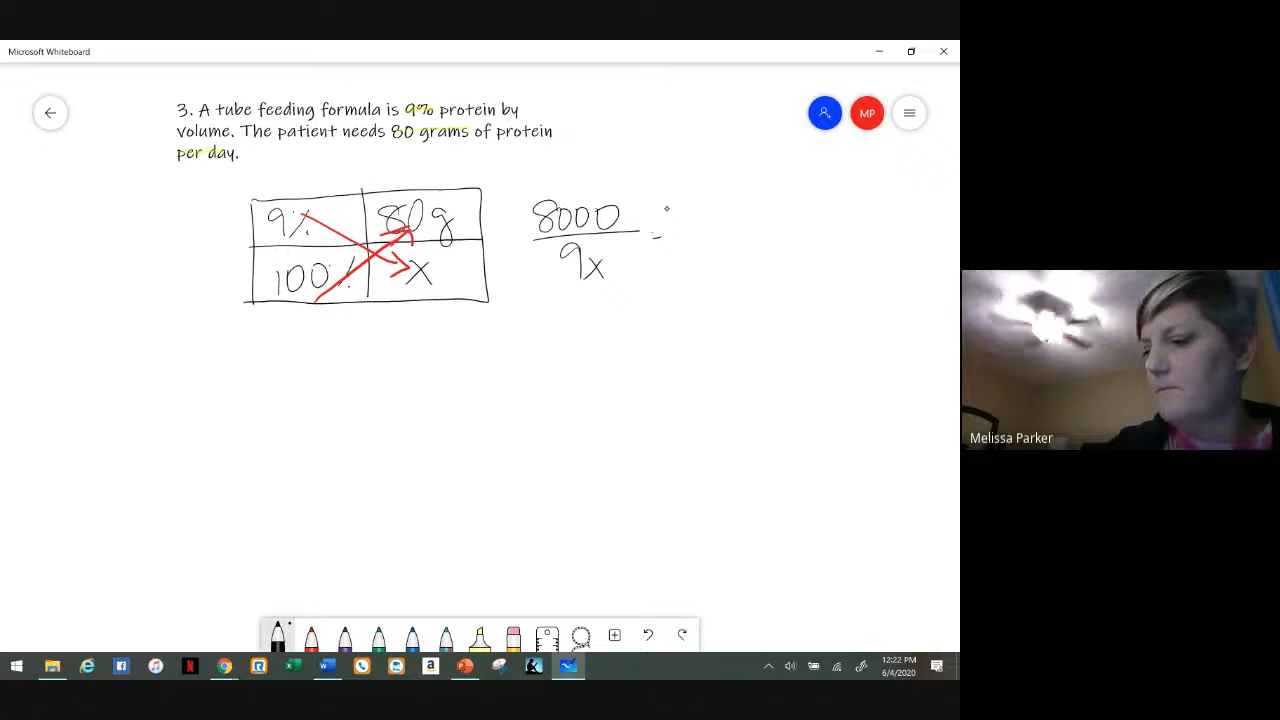 Microsoft Whiteboard
3. A tube feeding formula is 9% protein by
volume. The patient needs 80 grams of protein
per day.
MP
9% 80g
100% x
8000 =
9x
Melissa Parker
12:22 PM
6/4/2020